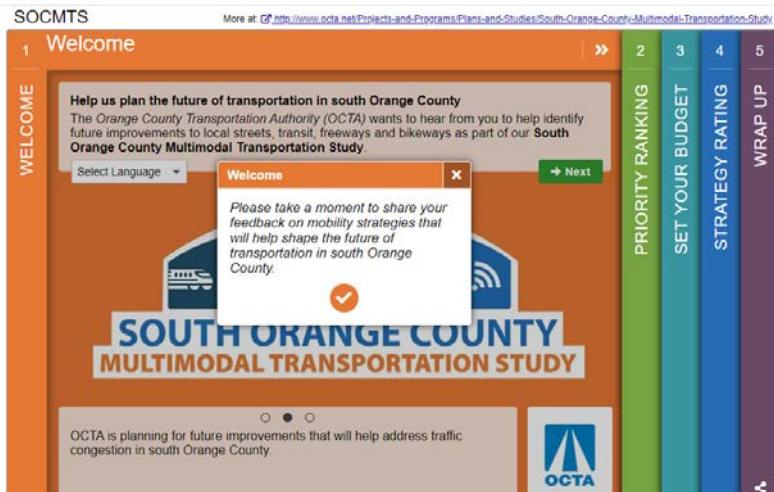 SOCMTS
More at: http://www.octa.net/Projects-and-Programs/Plans-and-Studies/South-Orange-County-Multimodal-Transportation-Study
1
Welcome
WELCOME
Help us plan the future of transportation in south Orange County
The Orange County Transportation Authority (OCTA) wants to hear from you to help identify
future improvements to local streets, transit, freeways and bikeways as part of our South
Orange County Multimodal Transportation Study.
Select Language
Next
Welcome
Please take a moment to share your
feedback on mobility strategies that
will help shape the future of
transportation in south Orange
County.
SOUTH ORANGE COUNTY
MULTIMODAL TRANSPORTATION STUDY
OCTA is planning for future improvements that will help address traffic
congestion in south Orange County.
OCTA
2
PRIORITY RANKING
3
SET YOUR BUDGET
4
STRATEGY RATING
5
WRAP UP